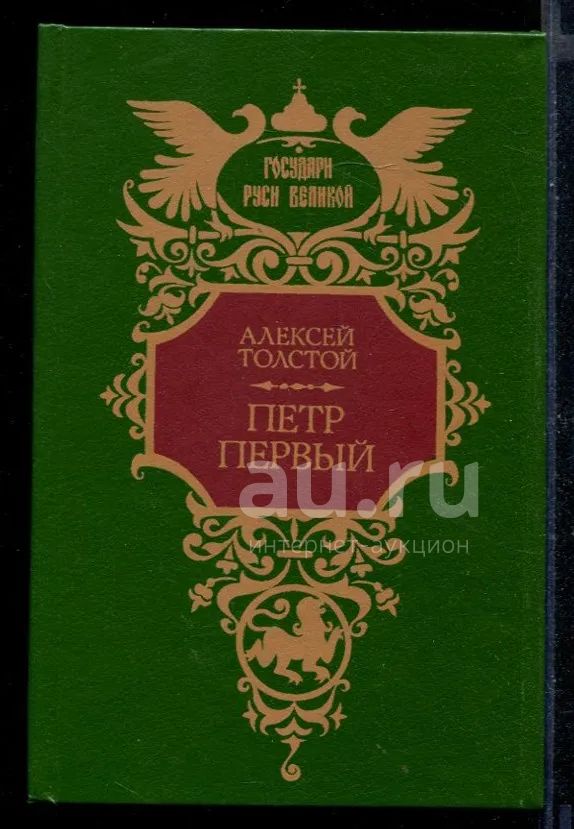 ГОСУДАРИ
РУСИ ВЕЛИКОЙ
АЛЕКСЕЙ
ТОЛСТОЙ
ПЕТР
ПЕРВЫЙ
au.ru
интернет-аукцион